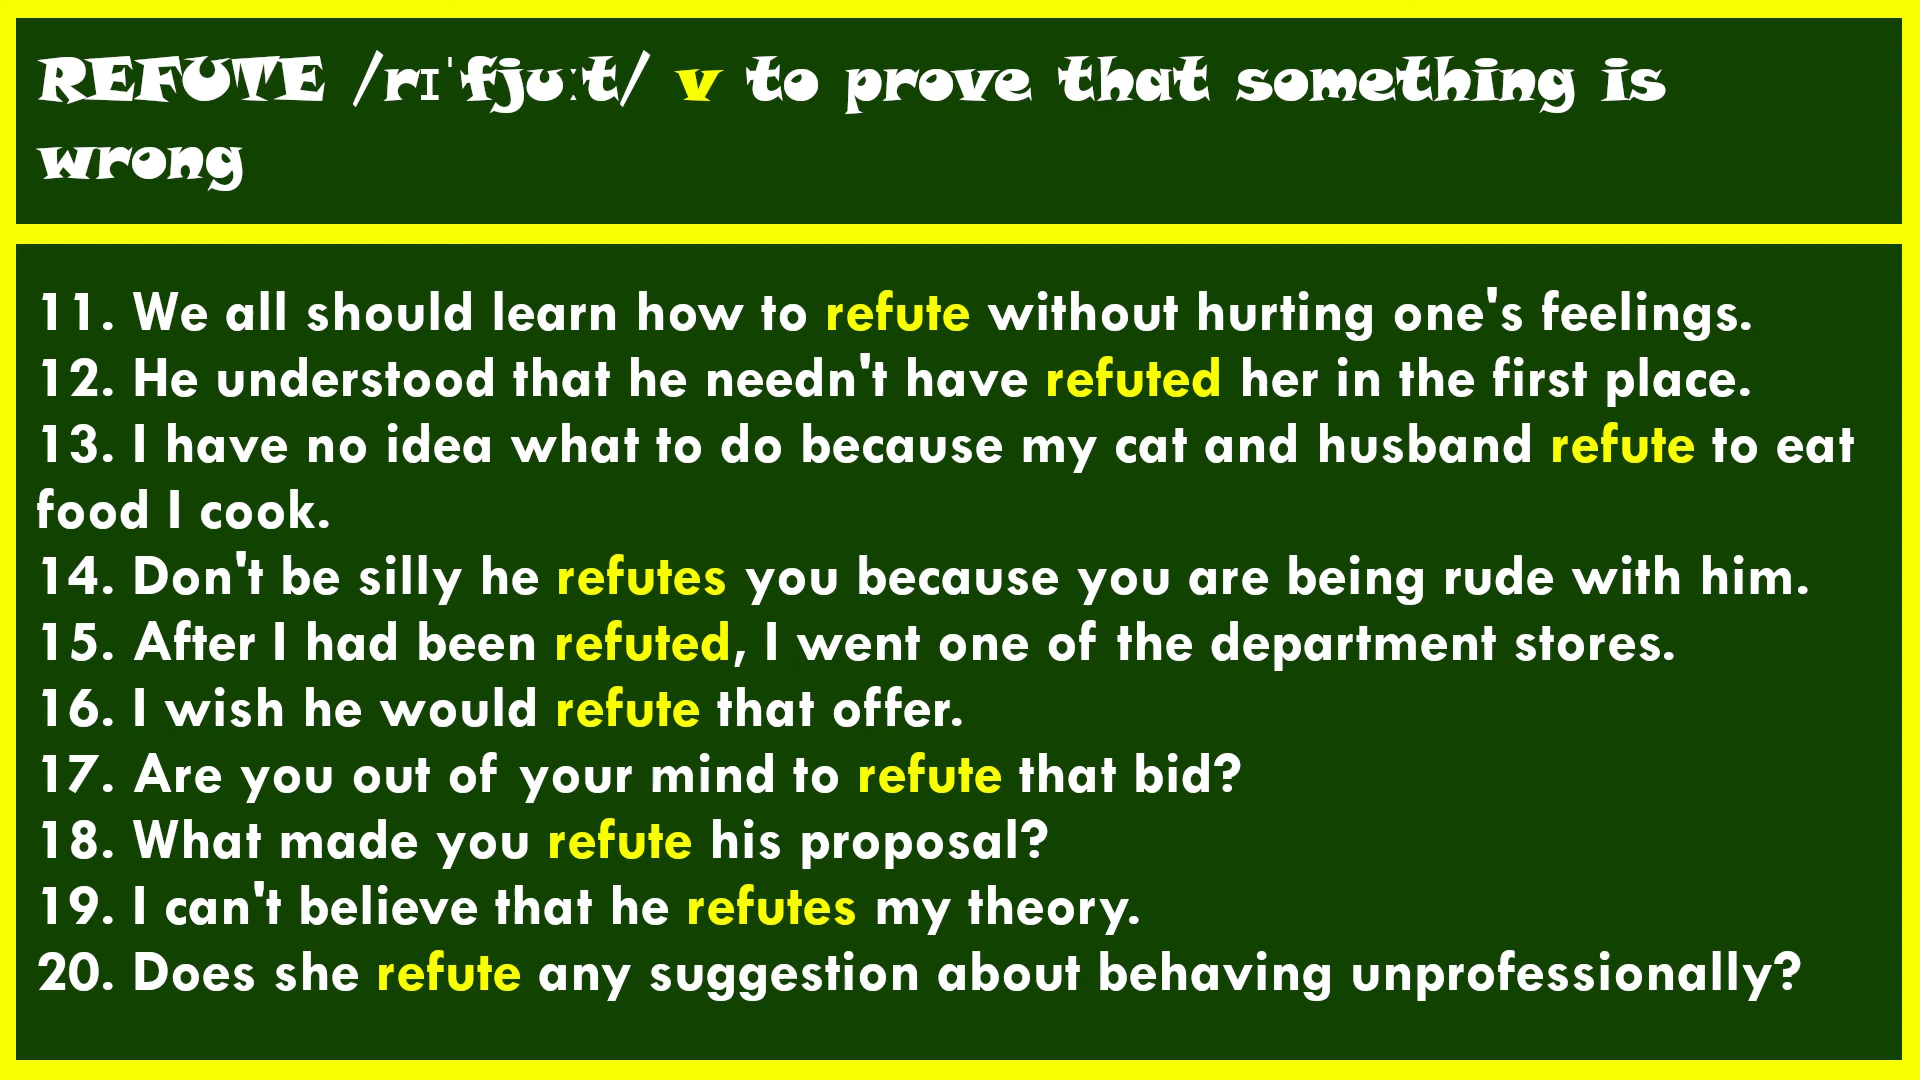 REFUTE /rɪˈfjuːt/ v to prove that something is
wrong
11. We all should learn how to refute without hurting one's feelings.
12. He understood that he needn't have refuted her in the first place.
13. I have no idea what to do because my cat and husband refute to eat
food I cook.
14. Don't be silly he refutes you because you are being rude with him.
15. After I had been refuted, I went one of the department stores.
16. I wish he would refute that offer.
17. Are you out of your mind to refute that bid?
18. What made you refute his proposal?
19. I can't believe that he refutes my theory.
20. Does she refute any suggestion about behaving unprofessionally?